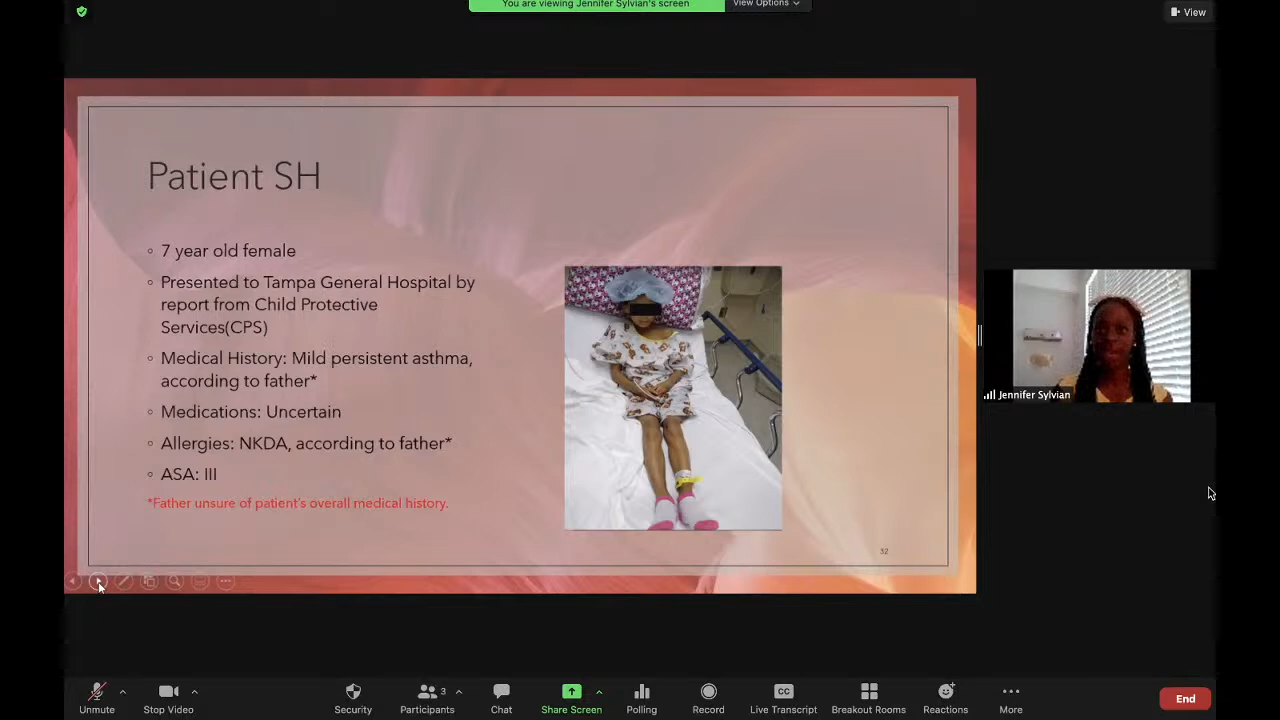 You are viewing Jennifer Sylvian's screen
View Options
View
Patient SH
7 year old female
Presented to Tampa General Hospital by
report from Child Protective
Services(CPS)
Medical History: Mild persistent asthma,
according to father*
Medications: Uncertain
Allergies: NKDA, according to father*
ASA: III
*Father unsure of patient's overall medical history.
32
Jennifer Sylvian
Unmute
Stop Video
Security
Participants
3
Chat
Share Screen
Polling
Record
CC
Live Transcript
Breakout Rooms
Reactions
More
End